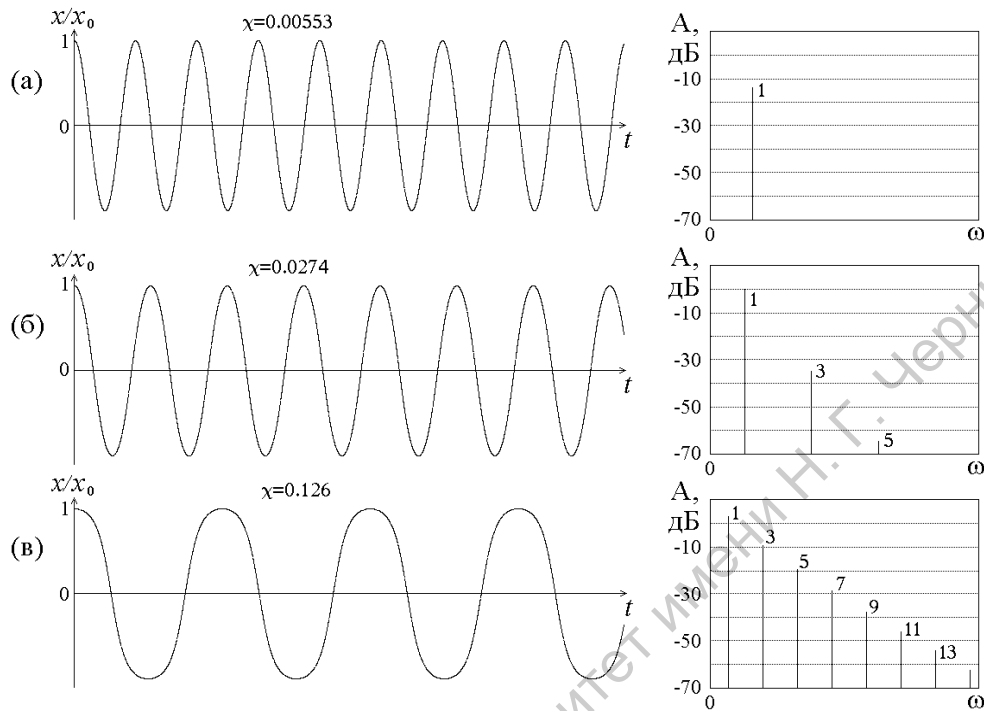 x/x₀
χ=0.00553
1
(а)
0
t
А,
дБ
-10
-30
-50
-70
1
0
ω
x/x₀
χ=0.0274
1
(б)
0
t
А,
дБ
-10
-30
-50
-70
1
3
5
0
ω
x/x₀
χ=0.126
1
(в)
0
t
А,
дБ
-10
-30
-50
-70
1
3
5
7
9
11
13
0
ω
имени Н. Г.